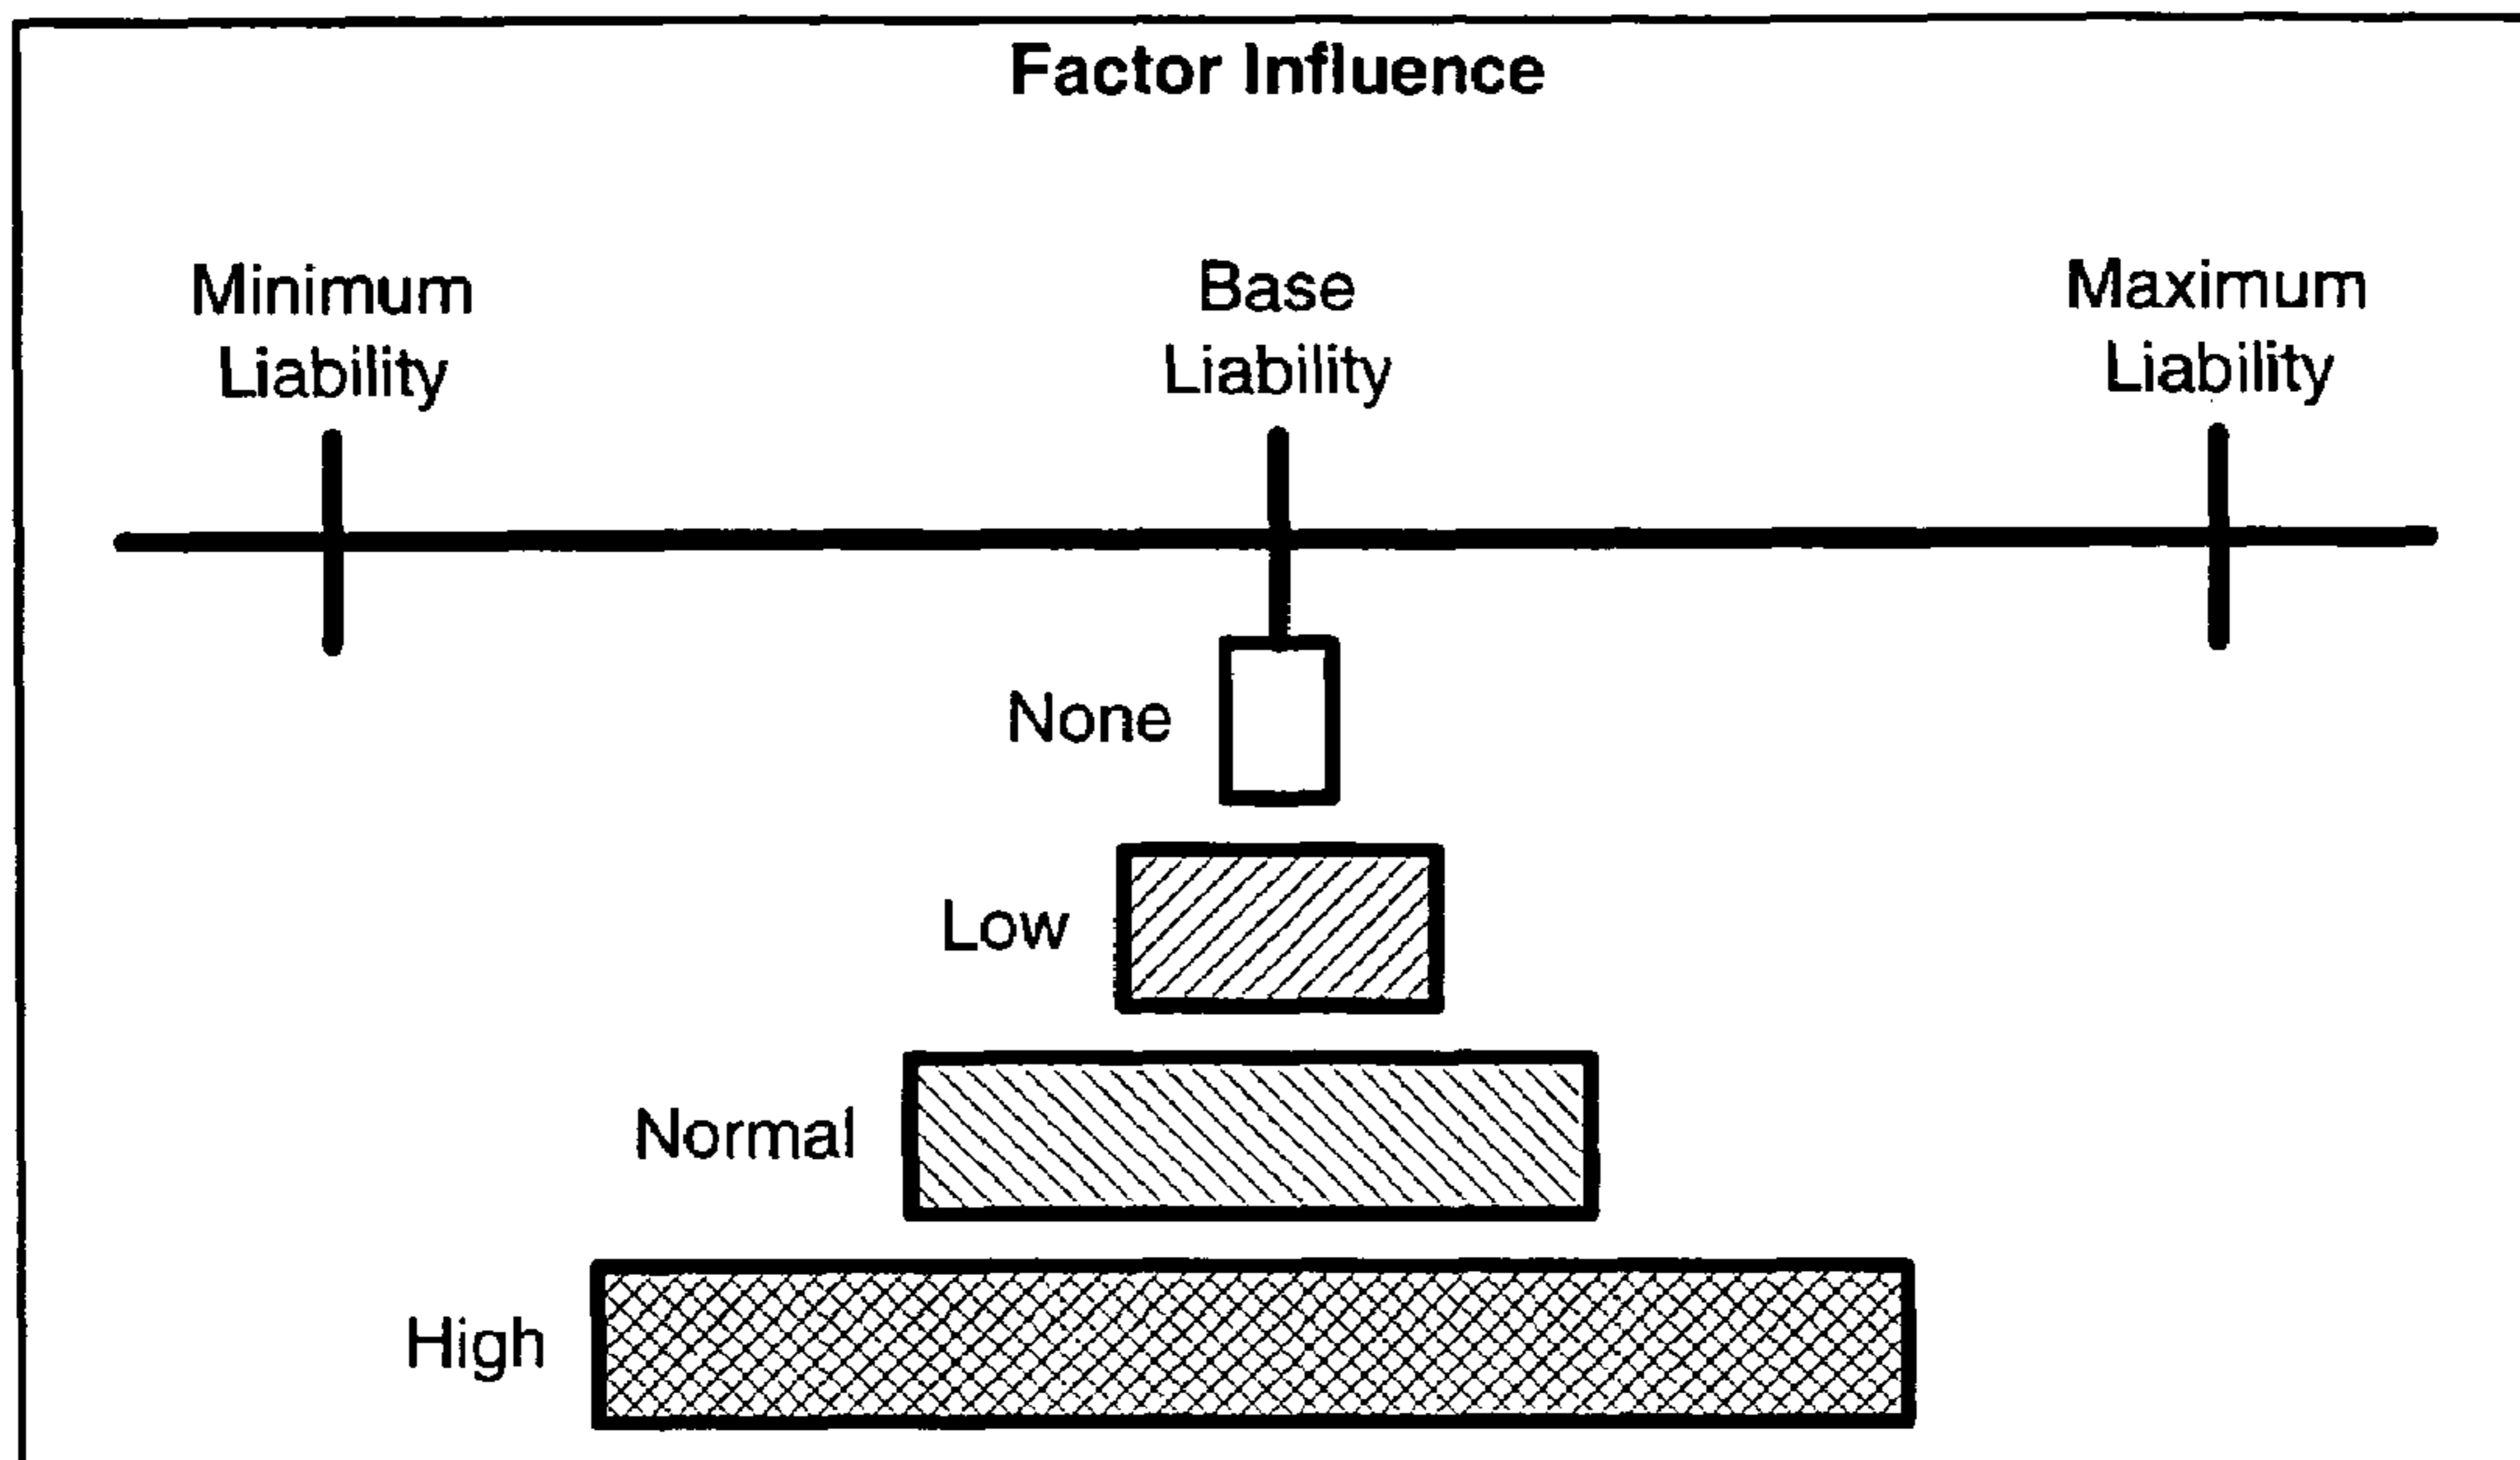 Factor Influence
Minimum
Liability
Base
Liability
Maximum
Liability
None
Low
Normal
High